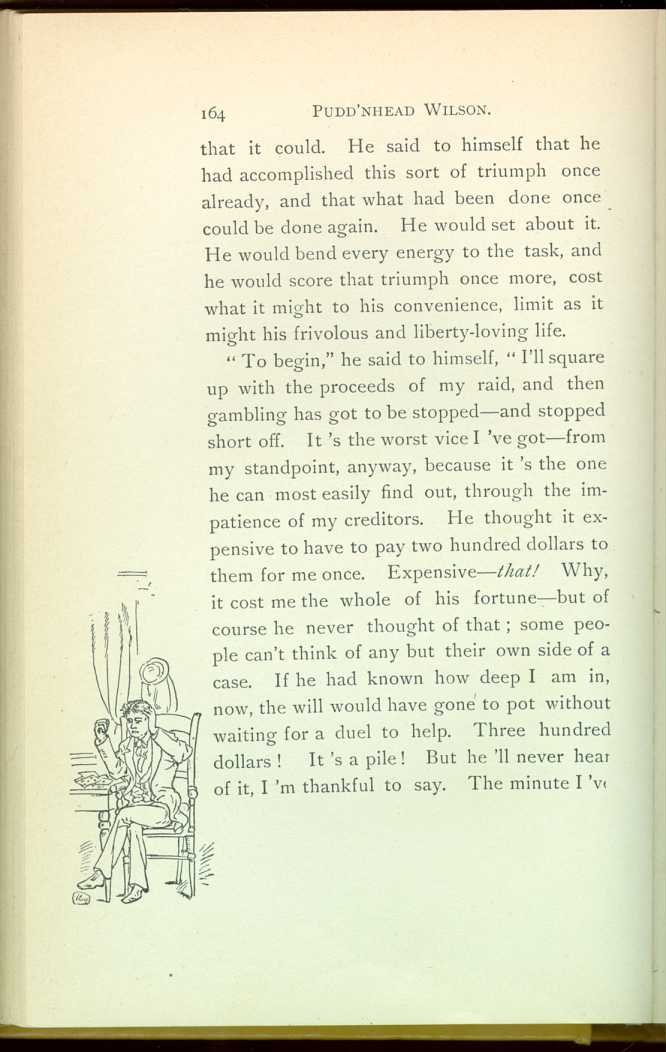 164 PUDD'NHEAD WILSON.
that it could. He said to himself that he
had accomplished this sort of triumph once
already, and that what had been done once
could be done again. He would set about it.
He would bend every energy to the task, and
he would score that triumph once more, cost
what it might to his convenience, limit as it
might his frivolous and liberty-loving life.
“ To begin,” he said to himself, “ I'll square
up with the proceeds of my raid, and then
gambling has got to be stopped—and stopped
short off. It 's the worst vice I 've got—from
my standpoint, anyway, because it 's the one
he can most easily find out, through the im-
patience of my creditors. He thought it ex-
pensive to have to pay two hundred dollars to
them for me once. Expensive—that! Why,
it cost me the whole of his fortune—but of
course he never thought of that ; some peo-
ple can't think of any but their own side of a
case. If he had known how deep I am in,
now, the will would have gone to pot without
waiting for a duel to help. Three hundred
dollars ! It 's a pile ! But he 'll never hear
of it, I 'm thankful to say. The minute I 've